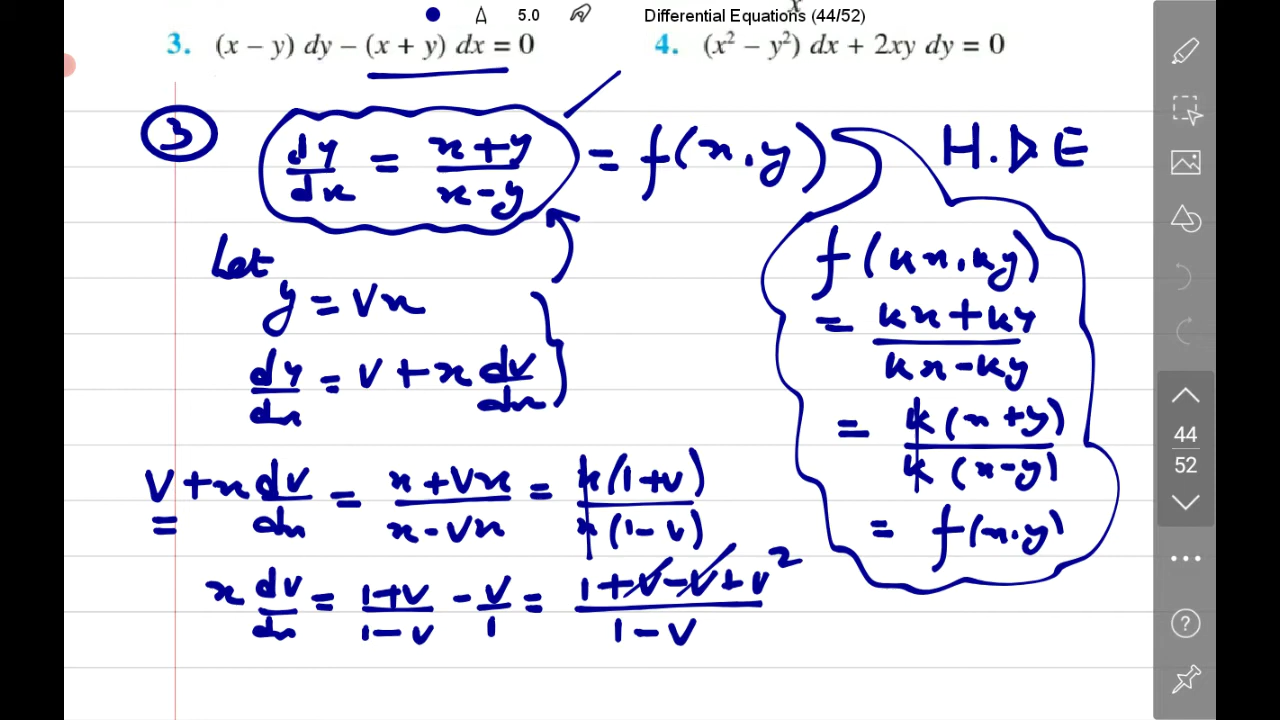 5.0 Differential Equations (44/52)
3. (x – y) dy – (x + y) dx = 0
4. (x² – y²) dx + 2xy dy = 0
x
③ dy/dx = x+y/x-y = f(x,y) H.D E
Let
y = Vx
dy/dx = V + x dV/dx
V + x dV/dx = x+Vx/x-Vx = x(1+V)/x(1-V)
x dV/dx = 1+V/1-V - V/1 = 1+V-V+V²/1-V
f(kx,ky)
= kx+ky/kx-ky
= k(x+y)/k(x-y)
= f(x,y)
44
52
?